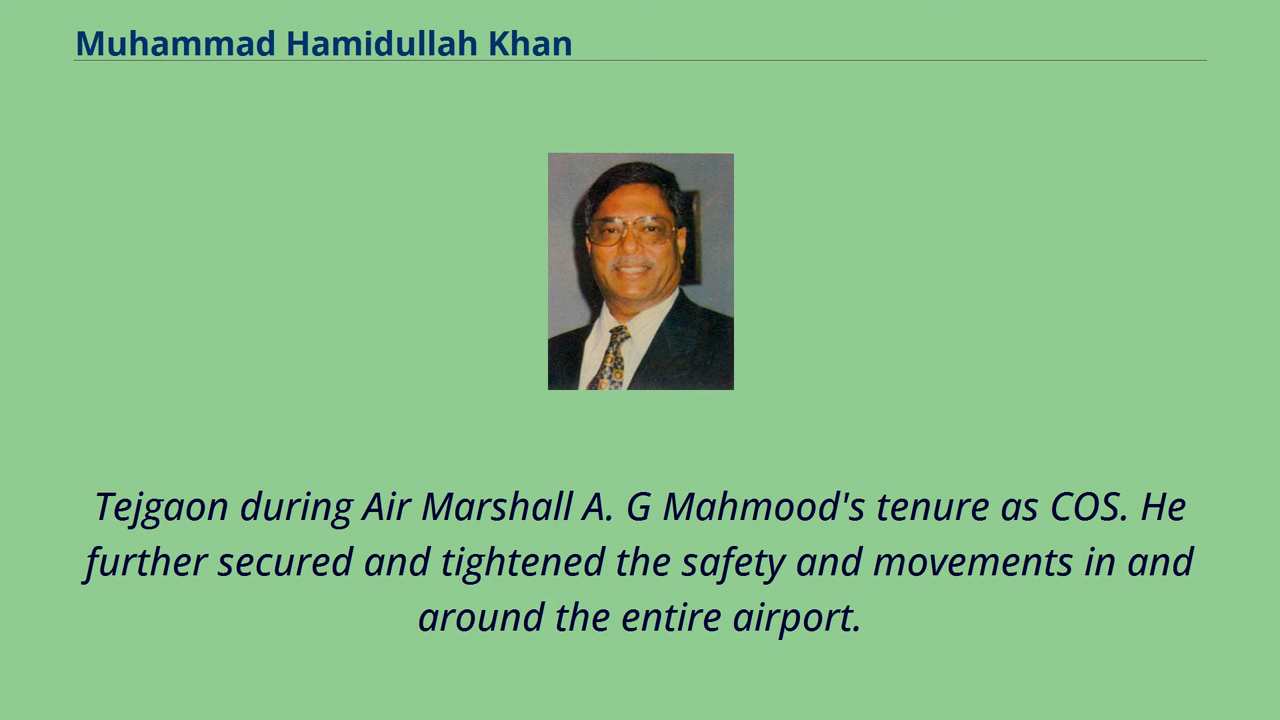 Muhammad Hamidullah Khan
Tejgaon during Air Marshall A. G Mahmood's tenure as COS. He
further secured and tightened the safety and movements in and
around the entire airport.